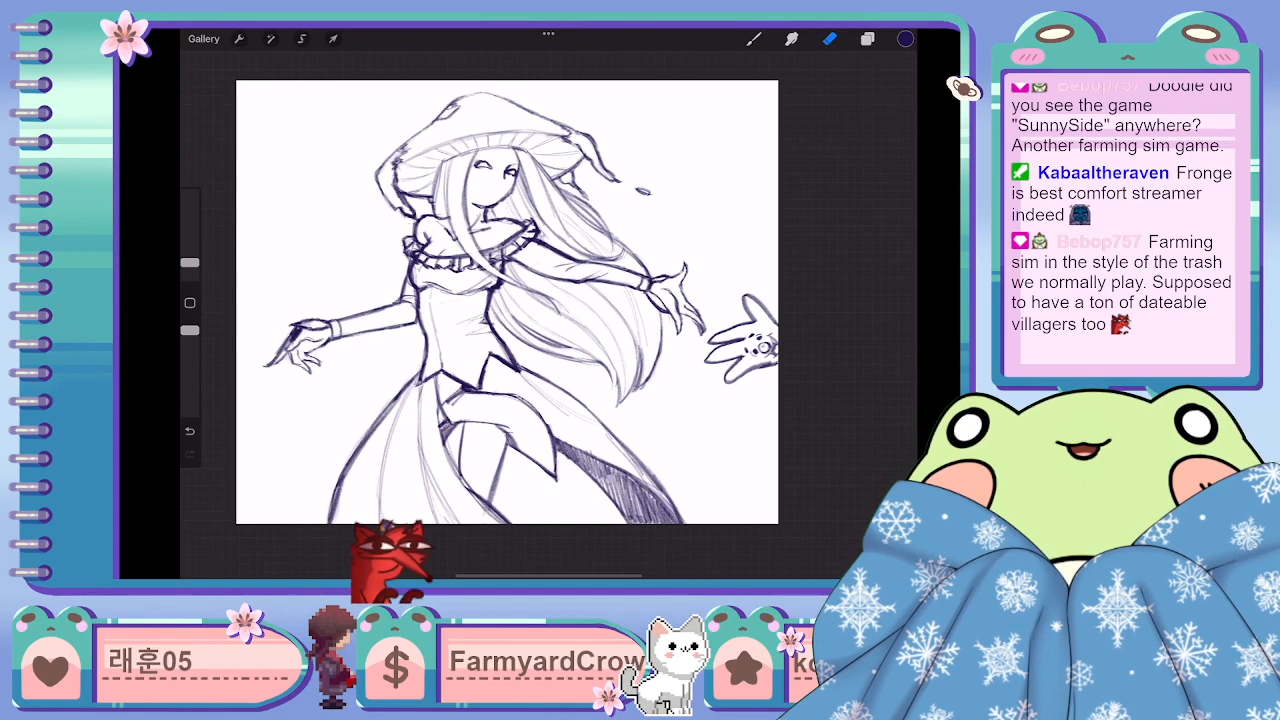 Gallery
Bebop757 Doodle did
you see the game
"SunnySide" anywhere?
Another farming sim game.
Kabaaltheraven Fronge
is best comfort streamer
indeed
Bebop757 Farming
sim in the style of the trash
we normally play. Supposed
to have a ton of dateable
villagers too
래훈05
FarmyardCrow